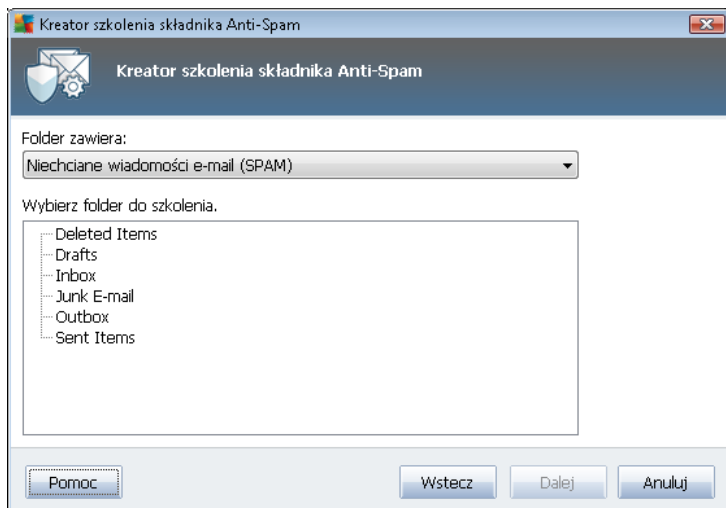 Kreator szkolenia składnika Anti-Spam
Kreator szkolenia składnika Anti-Spam
Folder zawiera:
Niechciane wiadomości e-mail (SPAM)
Wybierz folder do szkolenia.
Deleted Items
Drafts
Inbox
Junk E-mail
Outbox
Sent Items
Pomoc Wstecz Dalej Anuluj